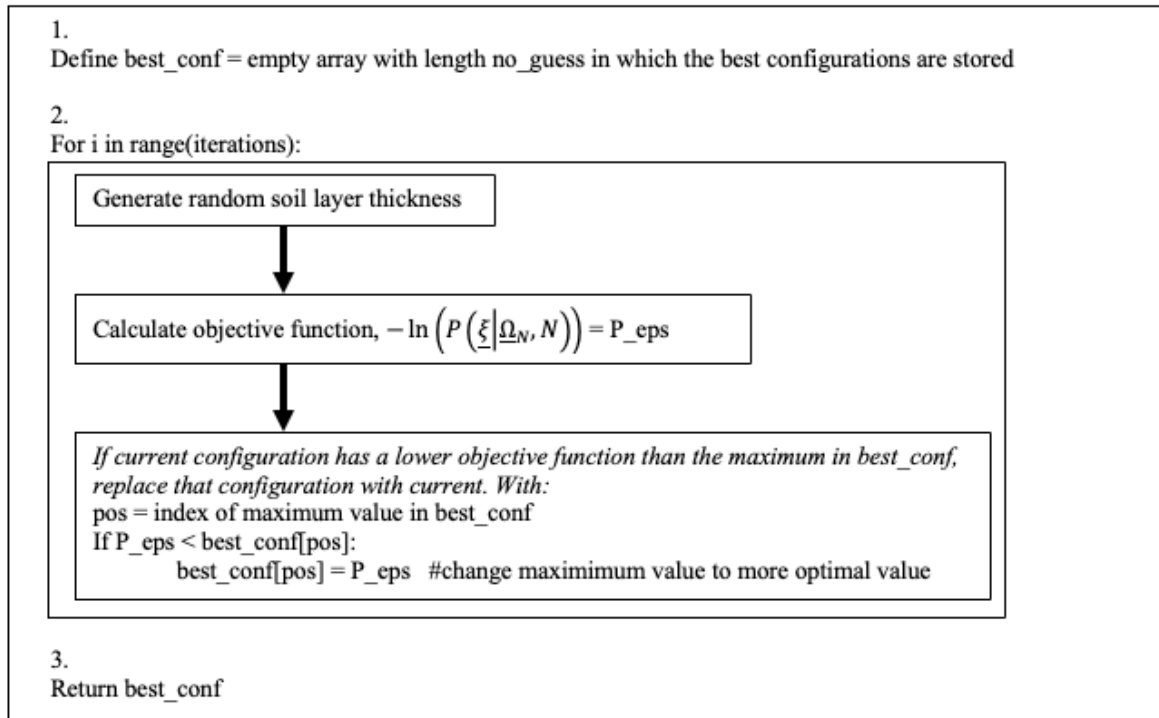 1.
Define best_conf = empty array with length no_guess in which the best configurations are stored
2.
For i in range(iterations):
Generate random soil layer thickness
Calculate objective function, − ln (P (ξ|Ω_N, N)) = P_eps
If current configuration has a lower objective function than the maximum in best_conf,
replace that configuration with current. With:
pos = index of maximum value in best_conf
If P_eps < best_conf[pos]:
best_conf[pos] = P_eps #change maximimum value to more optimal value
3.
Return best_conf